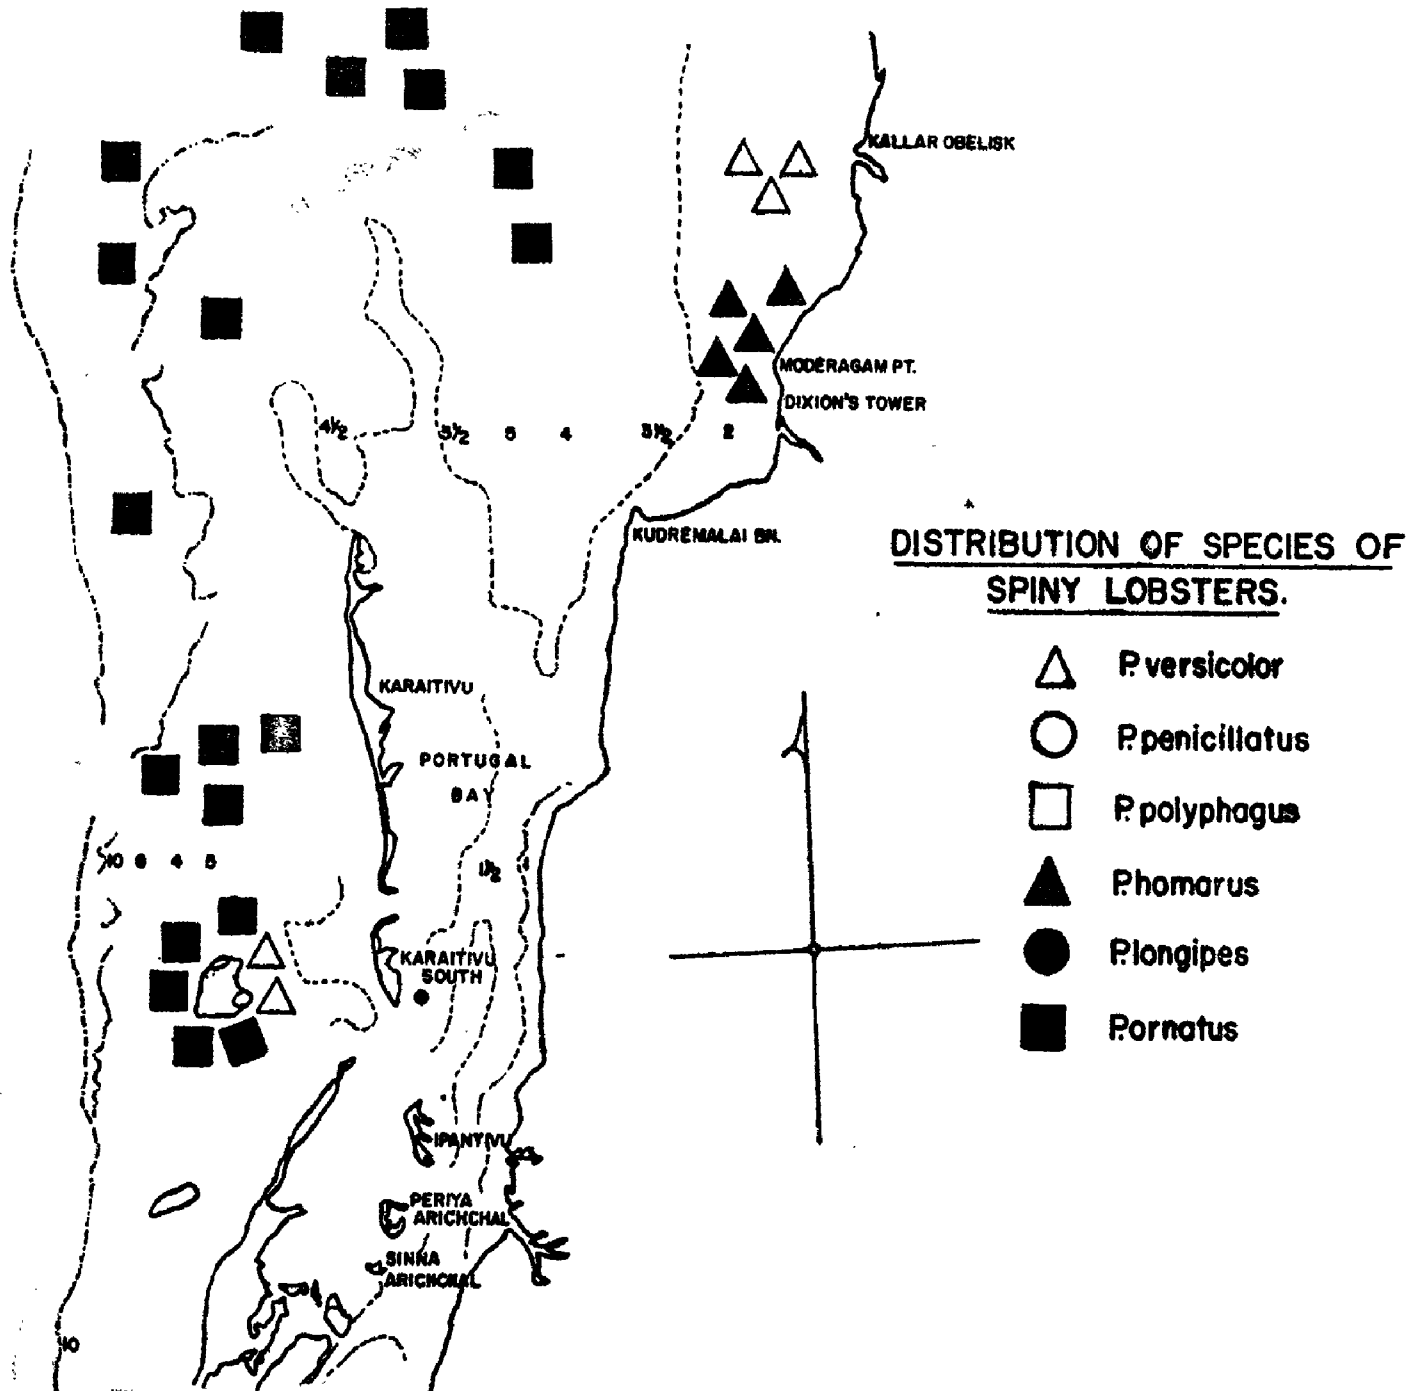 KALLAR OBELISK
MODERAGAM PT.
DIXION'S TOWER
4½ 3½ 5 4 3½ 2
KUDREMALAI BN.
DISTRIBUTION OF SPECIES OF
SPINY LOBSTERS.
P. versicolor
P. penicillatus
P. polyphagus
P. homarus
P. longipes
P. ornatus
KARAITIVU
PORTUGAL
BAY
10 6 4 5
1½ 1
KARAITIVU
SOUTH
IPANTIVU
PERIYA
ARICHCHAL
SINNA
ARICHCHAL
10